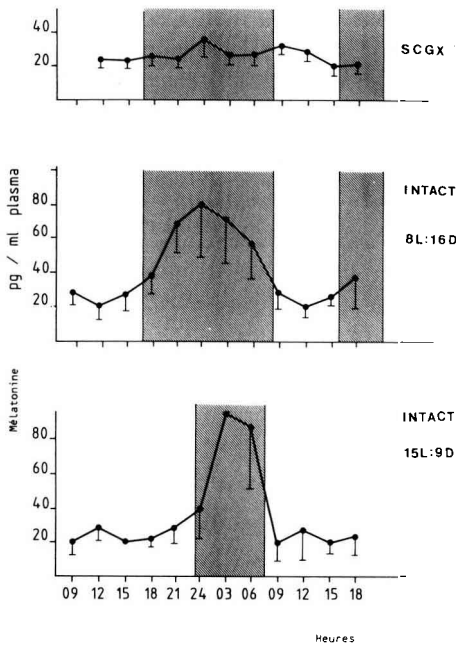 40
20
SCGX
80
60
40
20
INTACT
8L:16D
pg / ml plasma
Mélatonine
80
60
40
20
INTACT
15L:9D
09 12 15 18 21 24 03 06 09 12 15 18
Heures